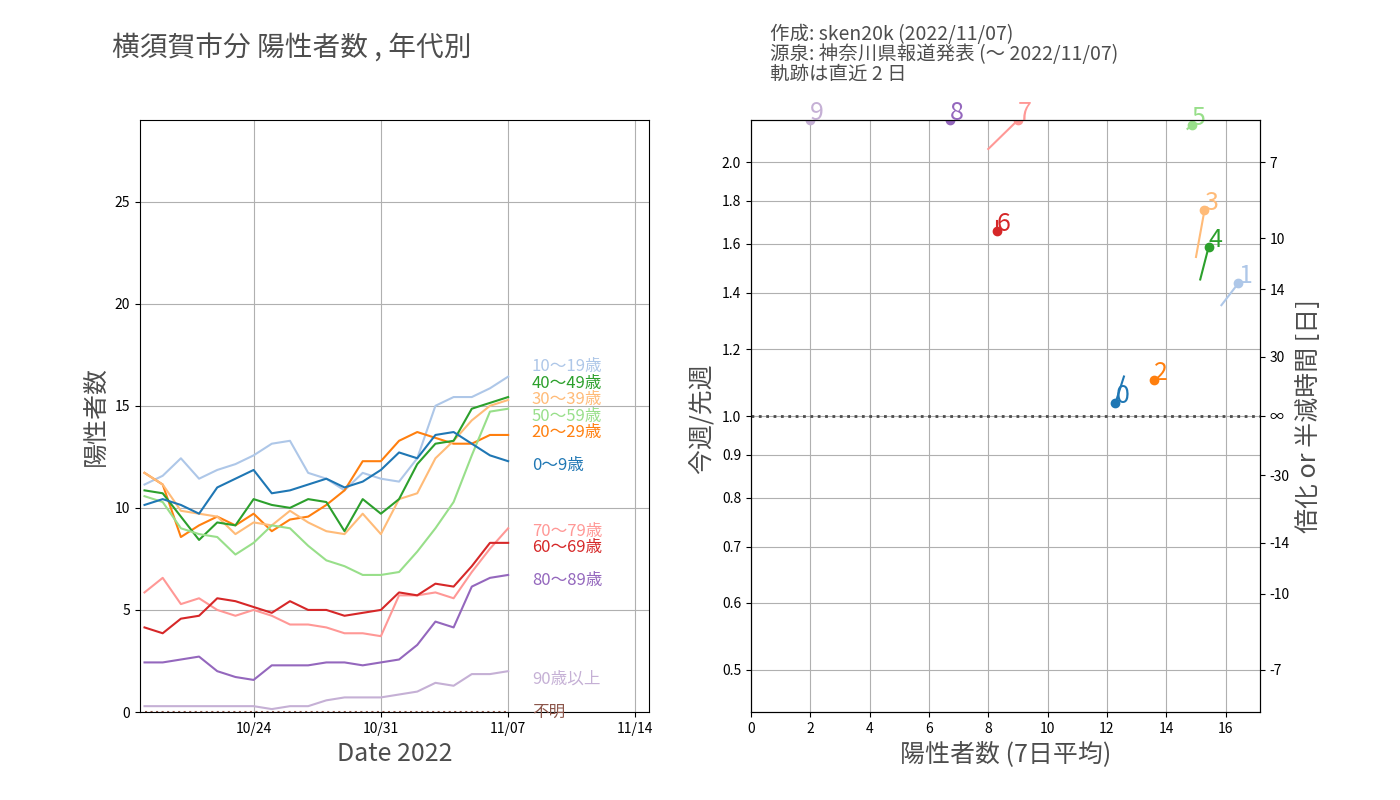 横須賀市分 陽性者数 , 年代別
作成: sken20k (2022/11/07)
源泉: 神奈川県報道発表 (〜 2022/11/07)
軌跡は直近 2 日
陽性者数
25
20
15
10
5
0
10/24
10/31
11/07
11/14
Date 2022
10〜19歳
40〜49歳
30〜39歳
50〜59歳
20〜29歳
0〜9歳
70〜79歳
60〜69歳
80〜89歳
90歳以上
不明
今週/先週
2.0
1.8
1.6
1.4
1.2
1.0
0.9
0.8
0.7
0.6
0.5
9
8
7
5
3
6
4
1
2
0
0
2
4
6
8
10
12
14
16
陽性者数 (7日平均)
7
10
14
30
∞
-30
-14
-10
-7
倍化 or 半減時間 [日]